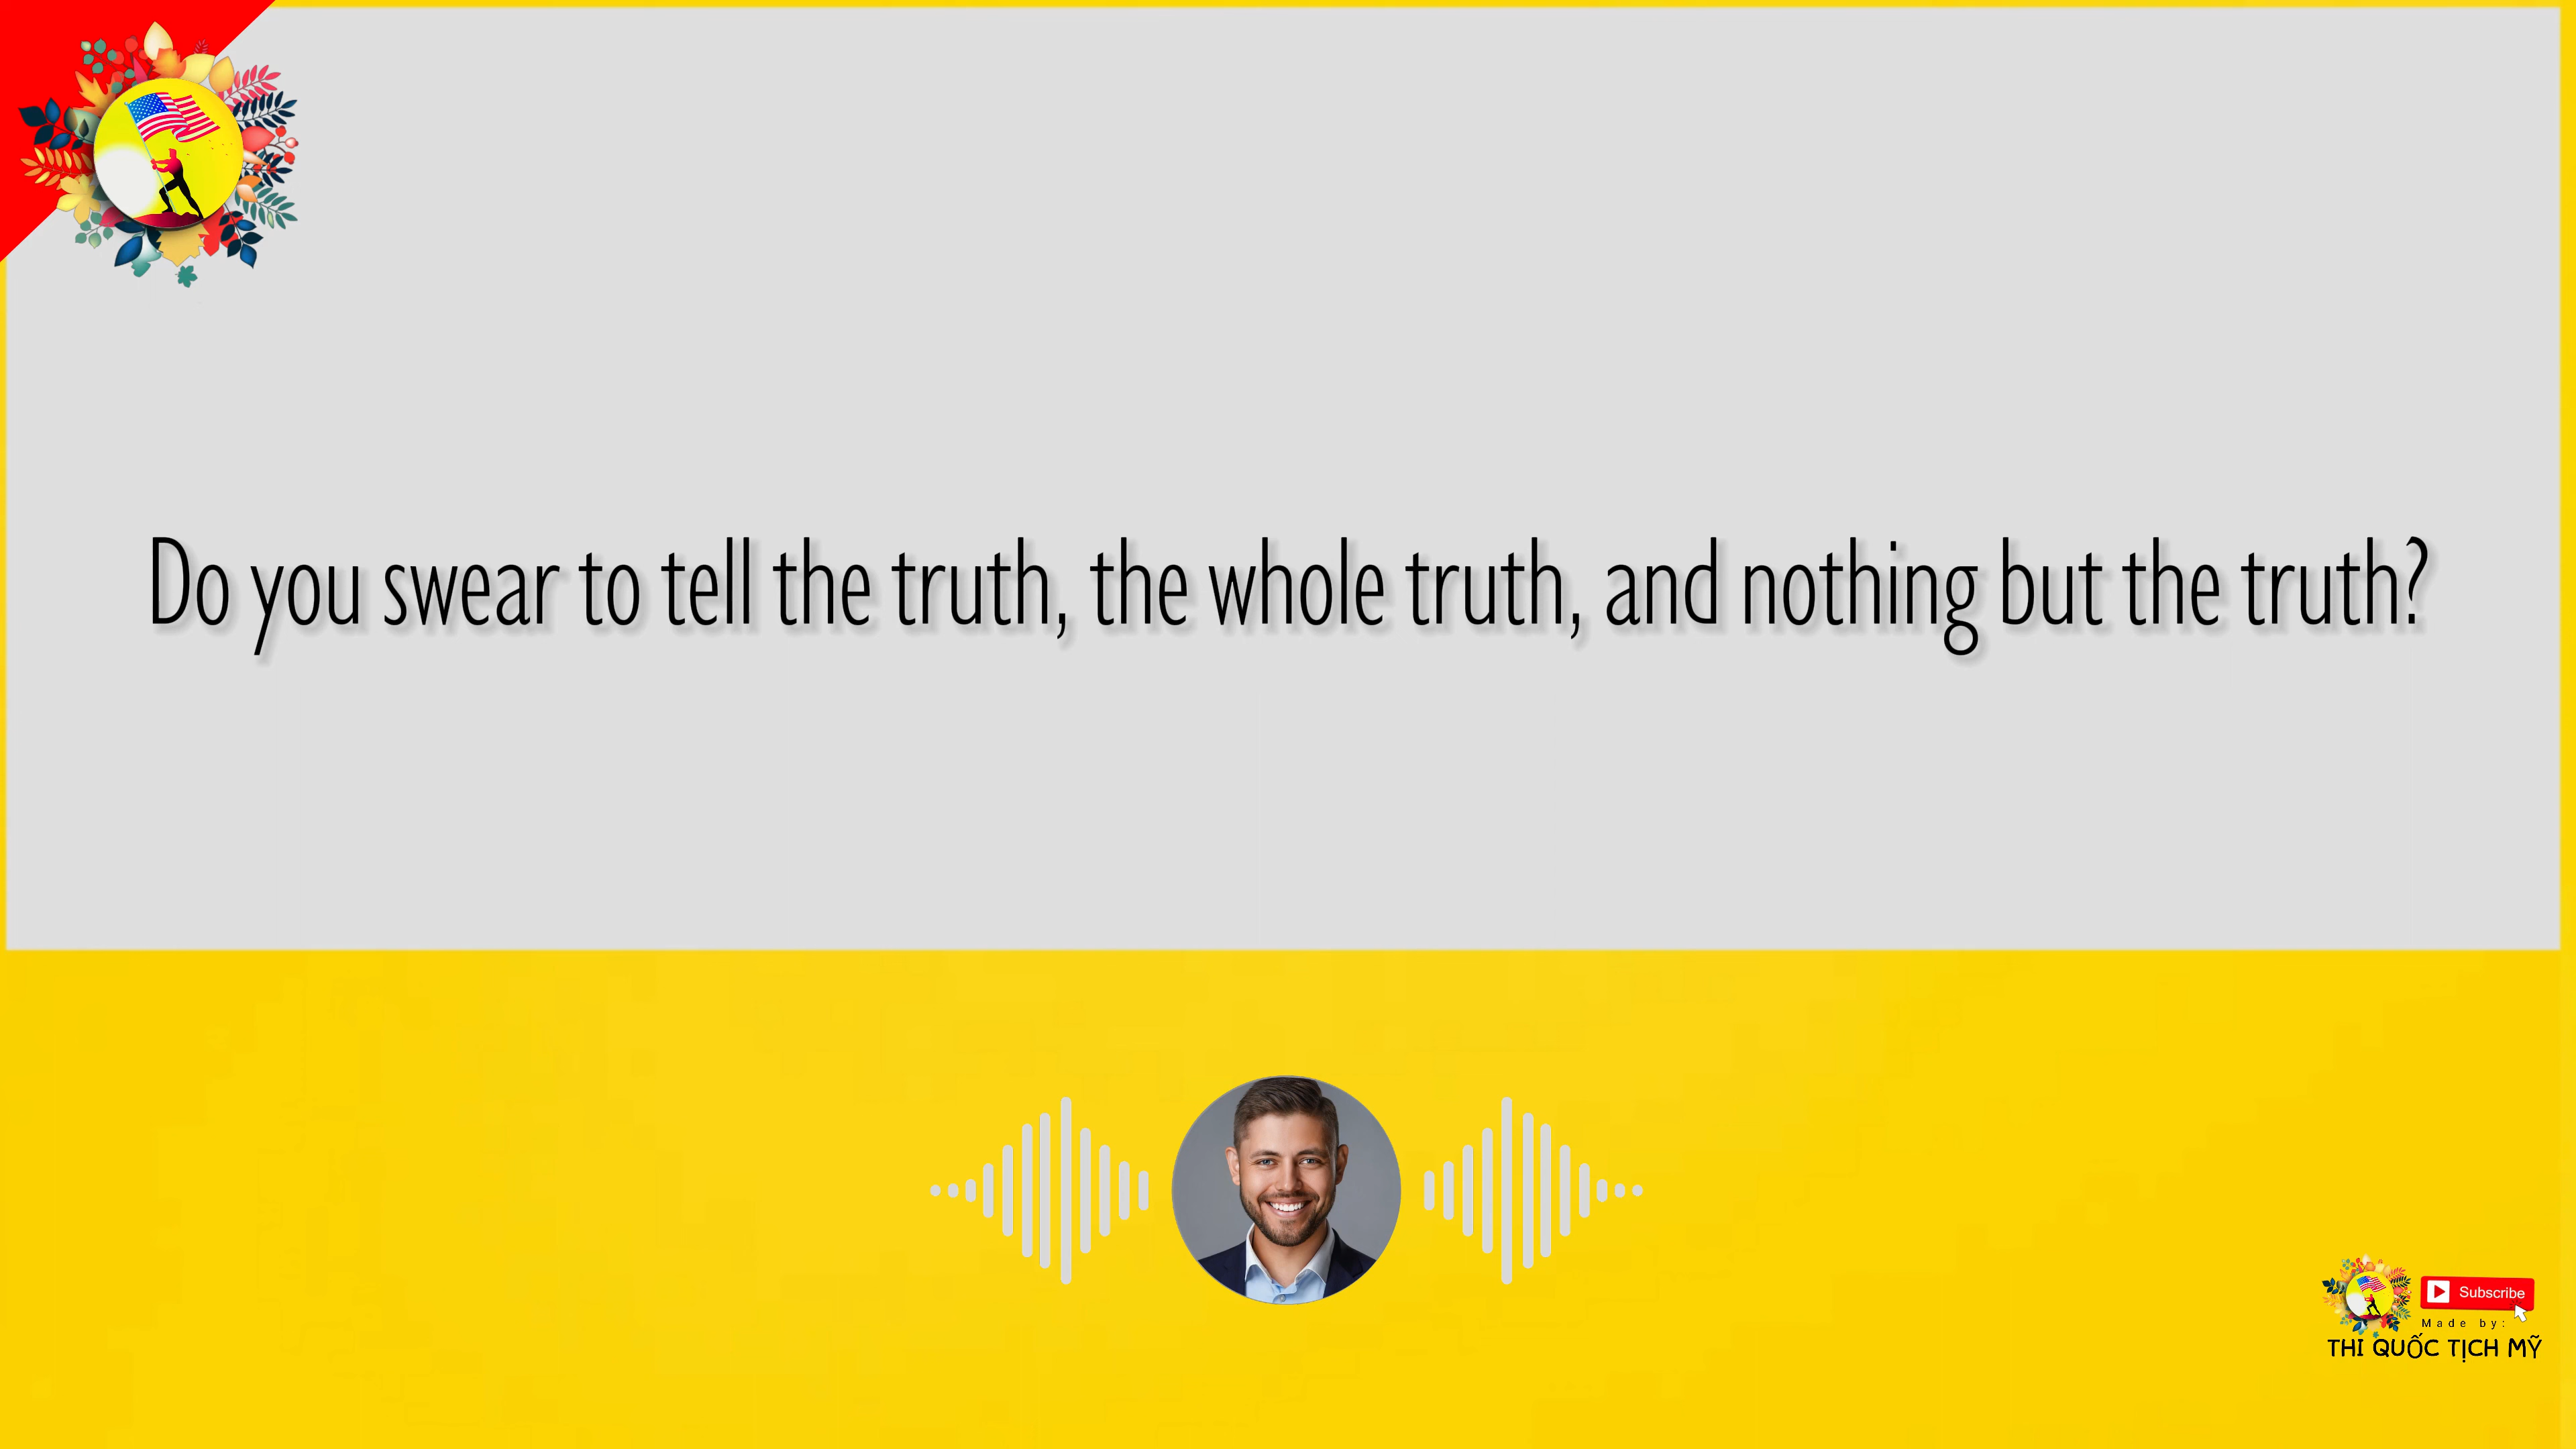 Do you swear to tell the truth, the whole truth, and nothing but the truth?
Subscribe
Made by:
THI QUỐC TỊCH MỸ